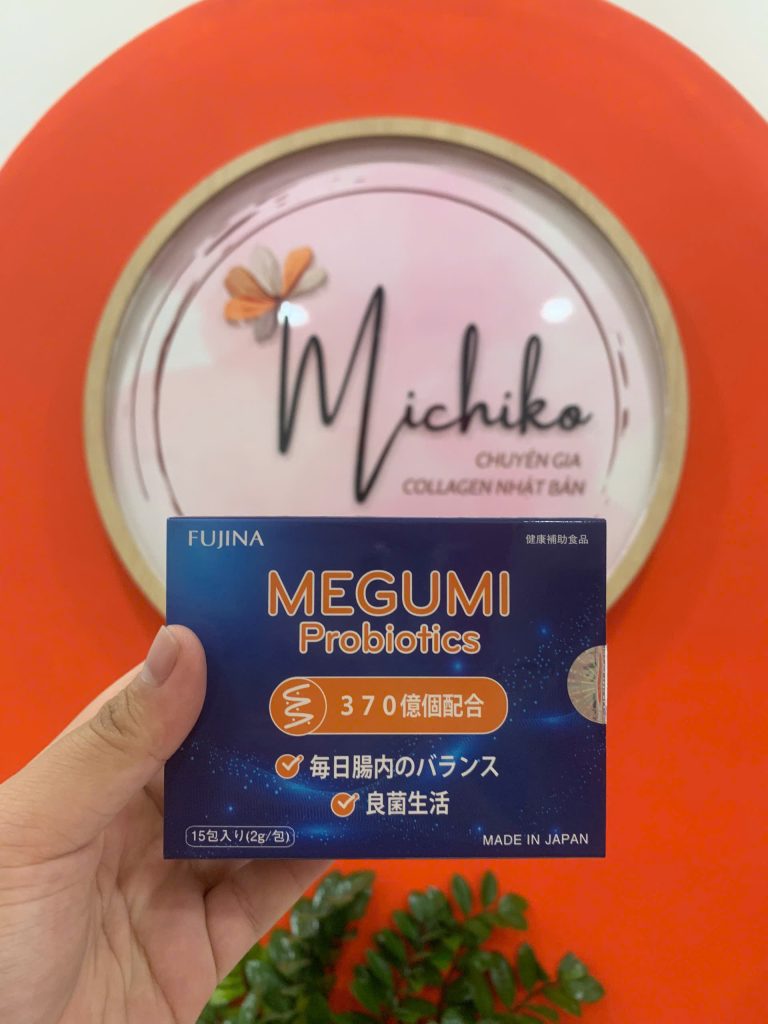 Michiko
CHUYÊN GIA
COLLAGEN NHẬT BẢN
FUJINA
健康補助食品
MEGUMI
Probiotics
370億個配合
毎日腸内のバランス
良菌生活
15包入り(2g/包)
MADE IN JAPAN